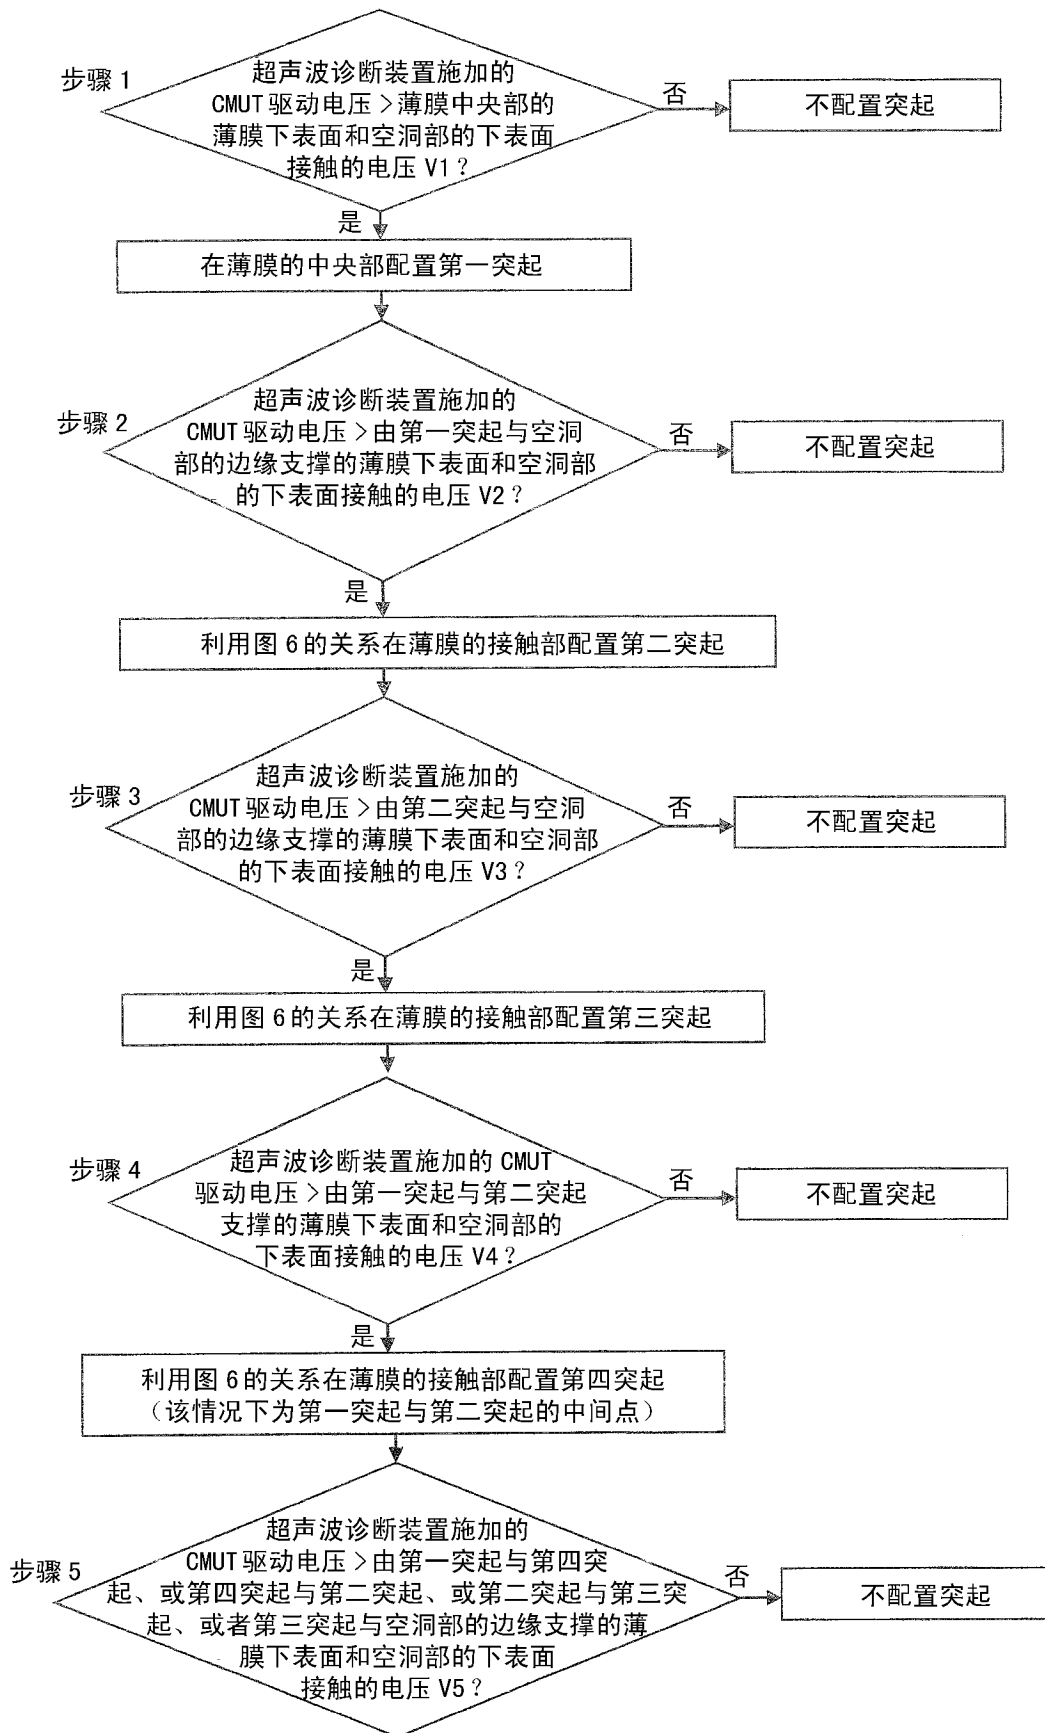 步骤 1
超声波诊断装置施加的
CMUT 驱动电压＞薄膜中央部的
薄膜下表面和空洞部的下表面
接触的电压 V1？
否
不配置突起
是
在薄膜的中央部配置第一突起
步骤 2
超声波诊断装置施加的
CMUT 驱动电压＞由第一突起与空洞
部的边缘支撑的薄膜下表面和空洞部
的下表面接触的电压 V2？
否
不配置突起
是
利用图 6 的关系在薄膜的接触部配置第二突起
步骤 3
超声波诊断装置施加的
CMUT 驱动电压＞由第二突起与空洞
部的边缘支撑的薄膜下表面和空洞部
的下表面接触的电压 V3？
否
不配置突起
是
利用图 6 的关系在薄膜的接触部配置第三突起
步骤 4
超声波诊断装置施加的 CMUT
驱动电压＞由第一突起与第二突起
支撑的薄膜下表面和空洞部的
下表面接触的电压 V4？
否
不配置突起
是
利用图 6 的关系在薄膜的接触部配置第四突起
（该情况下为第一突起与第二突起的中间点）
步骤 5
超声波诊断装置施加的
CMUT 驱动电压＞由第一突起与第四突
起、或第四突起与第二突起、或第二突起与第三突
起、或者第三突起与空洞部的边缘支撑的薄
膜下表面和空洞部的下表面
接触的电压 V5？
否
不配置突起